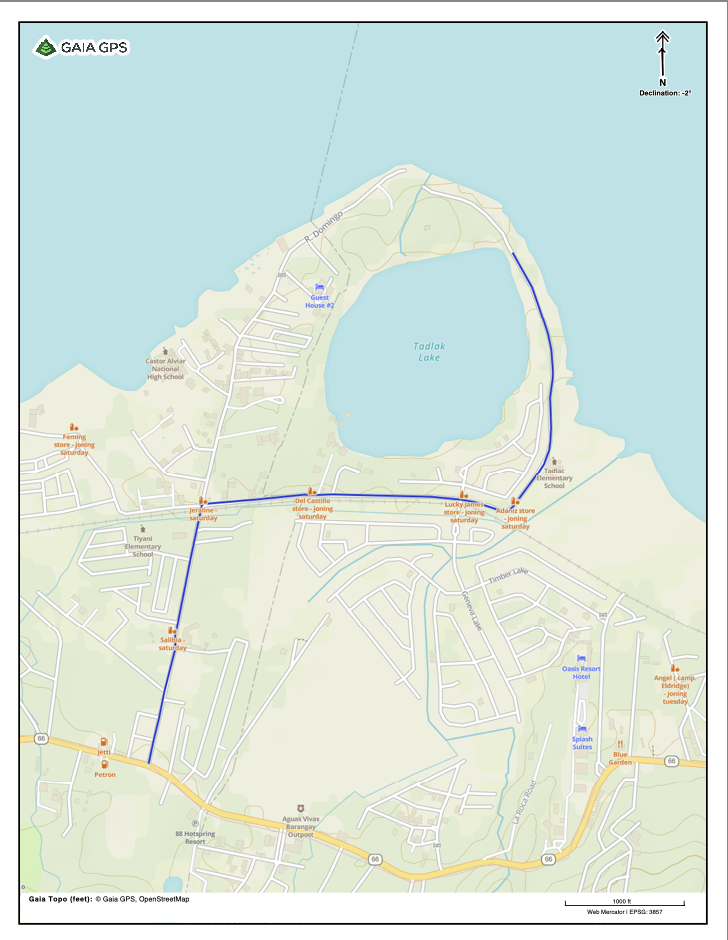 GAIA GPS
N
Declination: -2°
R. Domingo
Guest
House #2
Tadlak
Lake
Castor Alviar
National
High School
Feming
store - joning
saturday
Tadlac
Elementary
School
Jeraline -
saturday
Del Castillo
store - joning
saturday
Lucky James
store - joning
saturday
Adaniz store
- joning
saturday
Tiyani
Elementary
School
Timber Lake
Geneva Lake
Salibia -
saturday
Oasis Resort
Hotel
Angel ( camp.
Eldridge)
- joning
tuesday
66
Jetti
Petron
Splash
Suites
Blue
Garden
66
La Roca Road
Aguas Vivas
Barangay
Outpost
88 Hotspring
Resort
66
66
Gaia Topo (feet): © Gaia GPS, OpenStreetMap
1000 ft
Web Mercator | EPSG: 3857